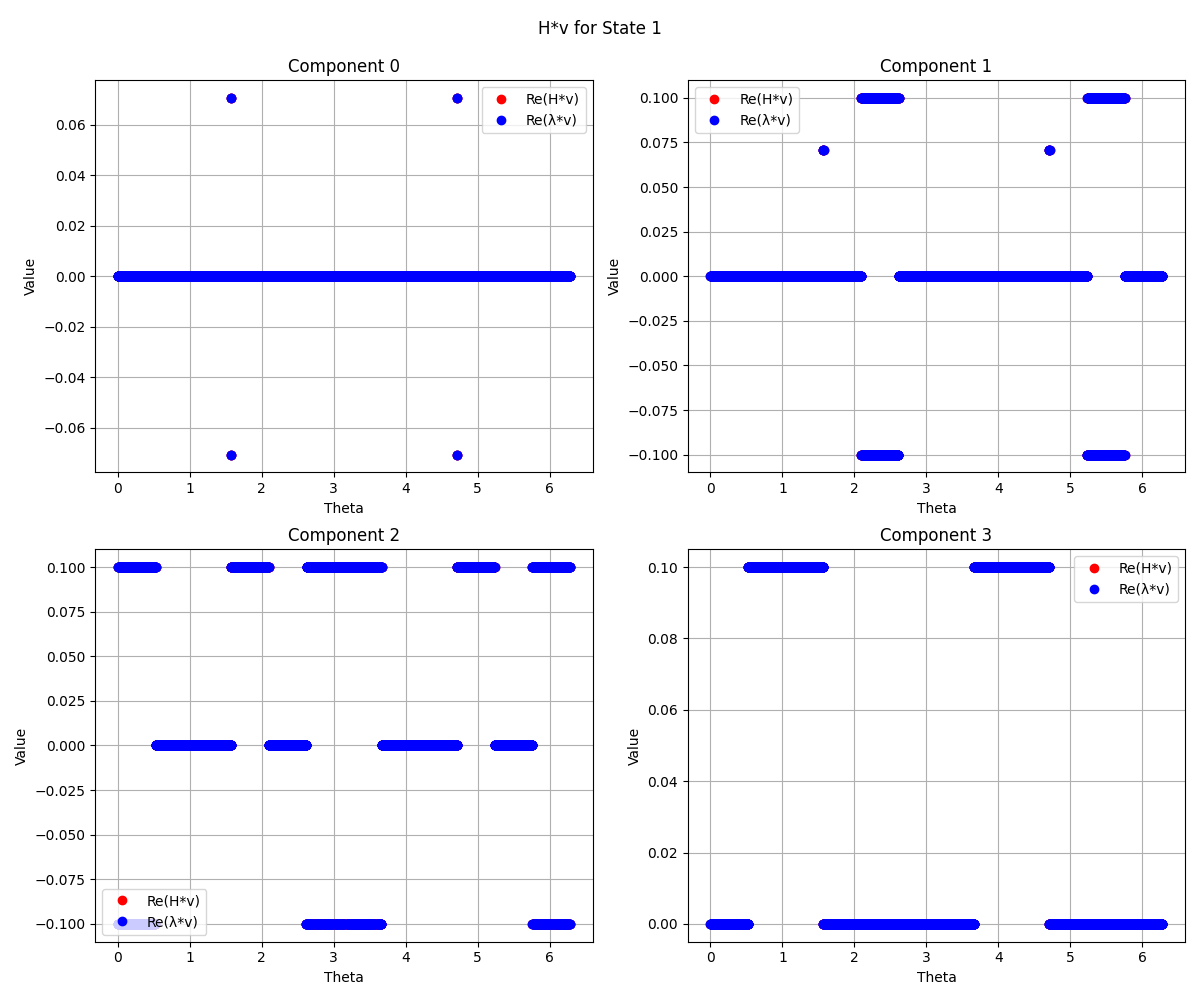 H*v for State 1
Component 0
Re(H*v)
Re(λ*v)
0.06
0.04
0.02
0.00
−0.02
−0.04
−0.06
Value
0 1 2 3 4 5 6
Theta
Component 1
Re(H*v)
Re(λ*v)
0.100
0.075
0.050
0.025
0.000
−0.025
−0.050
−0.075
−0.100
Value
0 1 2 3 4 5 6
Theta
Component 2
0.100
0.075
0.050
0.025
0.000
−0.025
−0.050
−0.075
−0.100
Value
Re(H*v)
Re(λ*v)
0 1 2 3 4 5 6
Theta
Component 3
Re(H*v)
Re(λ*v)
0.10
0.08
0.06
0.04
0.02
0.00
Value
0 1 2 3 4 5 6
Theta